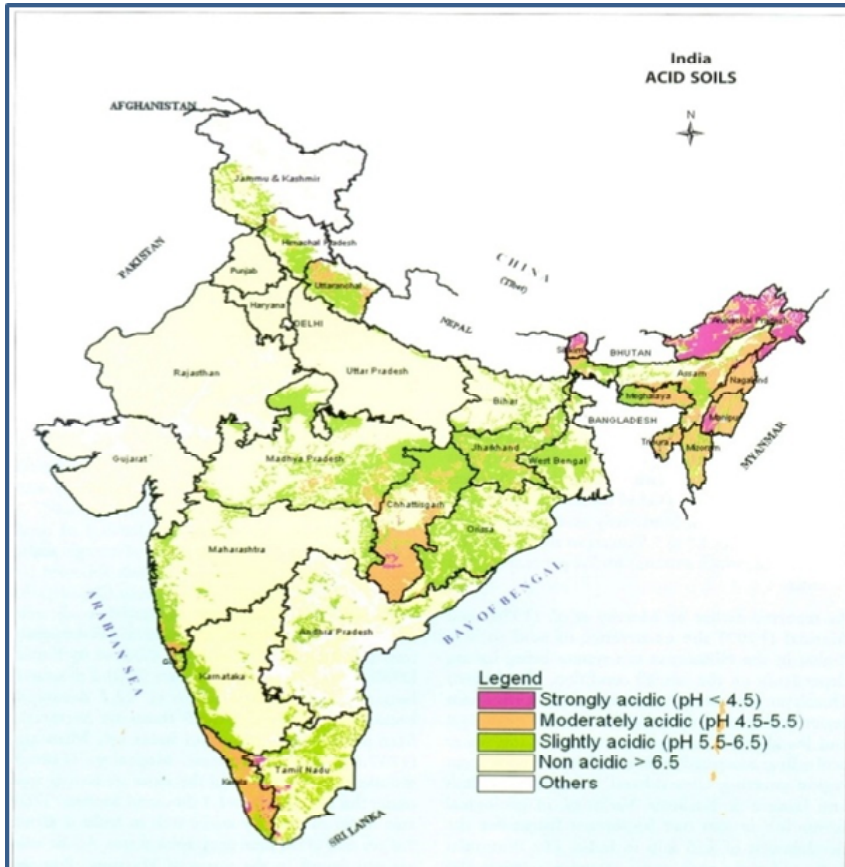 India
ACID SOILS
N
AFGHANISTAN
Jammu & Kashmir
PAKISTAN
Himachal Pradesh
CHINA
(Tibet)
Punjab
Uttaranchal
Haryana
DELHI
NEPAL
Arunachal Pradesh
Sikkim
BHUTAN
Assam
Rajasthan
Uttar Pradesh
Nagaland
Bihar
Meghalaya
BANGLADESH
Manipur
Jharkhand
Tripura
Mizoram
MYANMAR
Gujarat
Madhya Pradesh
West Bengal
Chhattisgarh
Orissa
Maharashtra
ARABIAN SEA
BAY OF BENGAL
Andhra Pradesh
Karnataka
Kerala
Tamil Nadu
SRI LANKA
Legend
Strongly acidic (pH < 4.5)
Moderately acidic (pH 4.5-5.5)
Slightly acidic (pH 5.5-6.5)
Non acidic > 6.5
Others